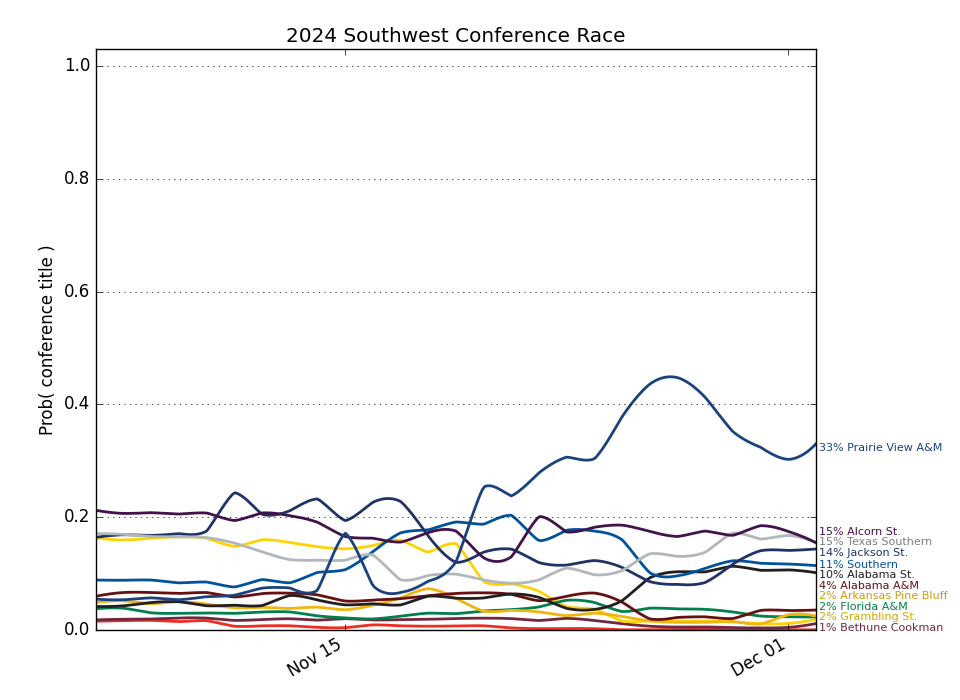 2024 Southwest Conference Race
Prob( conference title )
1.0
0.8
0.6
0.4
0.2
0.0
Nov 15
Dec 01
33% Prairie View A&M
15% Alcorn St.
15% Texas Southern
14% Jackson St.
11% Southern
10% Alabama St.
4% Alabama A&M
2% Arkansas Pine Bluff
2% Florida A&M
2% Grambling St.
1% Bethune Cookman